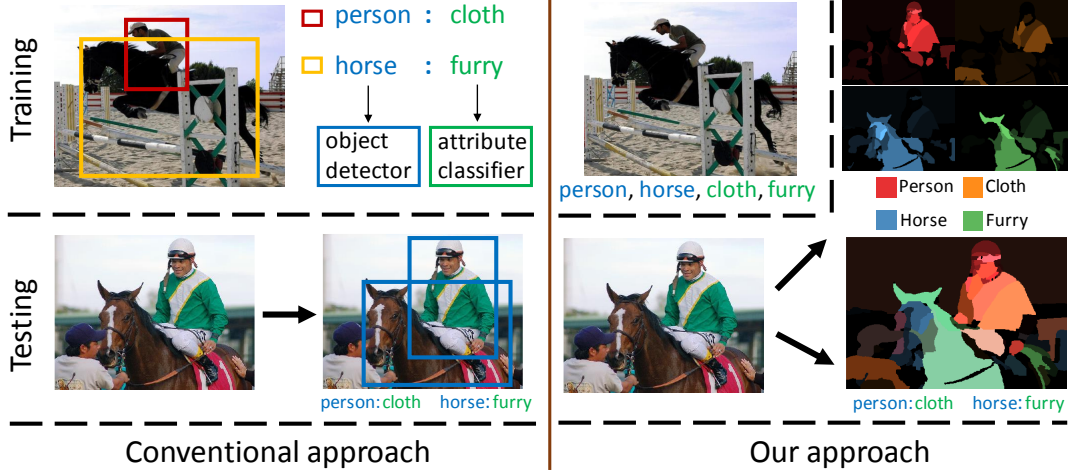 Training
person : cloth
horse : furry
object
detector
attribute
classifier
person, horse, cloth, furry
Person
Cloth
Horse
Furry
Testing
person:cloth
horse:furry
person:cloth
horse:furry
Conventional approach
Our approach